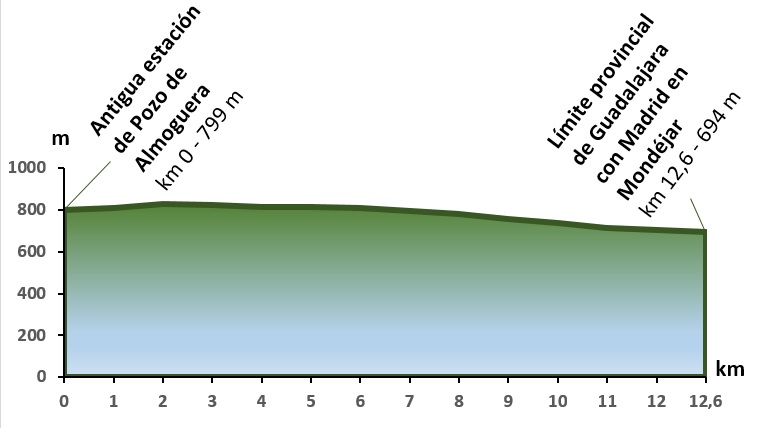 Antigua estación
de Pozo de
Almoguera
km 0 - 799 m
Límite provincial
de Guadalajara
con Madrid en
Mondéjar
km 12,6 - 694 m
m
1000
800
600
400
200
0
0 1 2 3 4 5 6 7 8 9 10 11 12 12,6
km